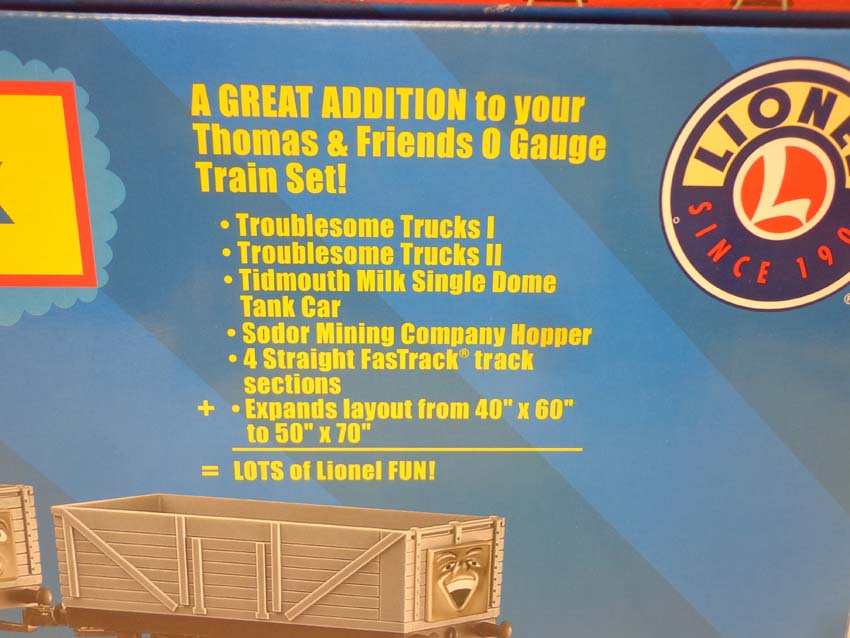 A GREAT ADDITION to your
Thomas & Friends O Gauge
Train Set!
• Troublesome Trucks I
• Troublesome Trucks II
• Tidmouth Milk Single Dome
Tank Car
• Sodor Mining Company Hopper
• 4 Straight FasTrack® track
sections
+ • Expands layout from 40" x 60"
to 50" x 70"
= LOTS of Lionel FUN!
LIONE
L
SINCE 190